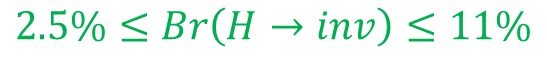 2.5% ≤ Br(H → inv) ≤ 11%